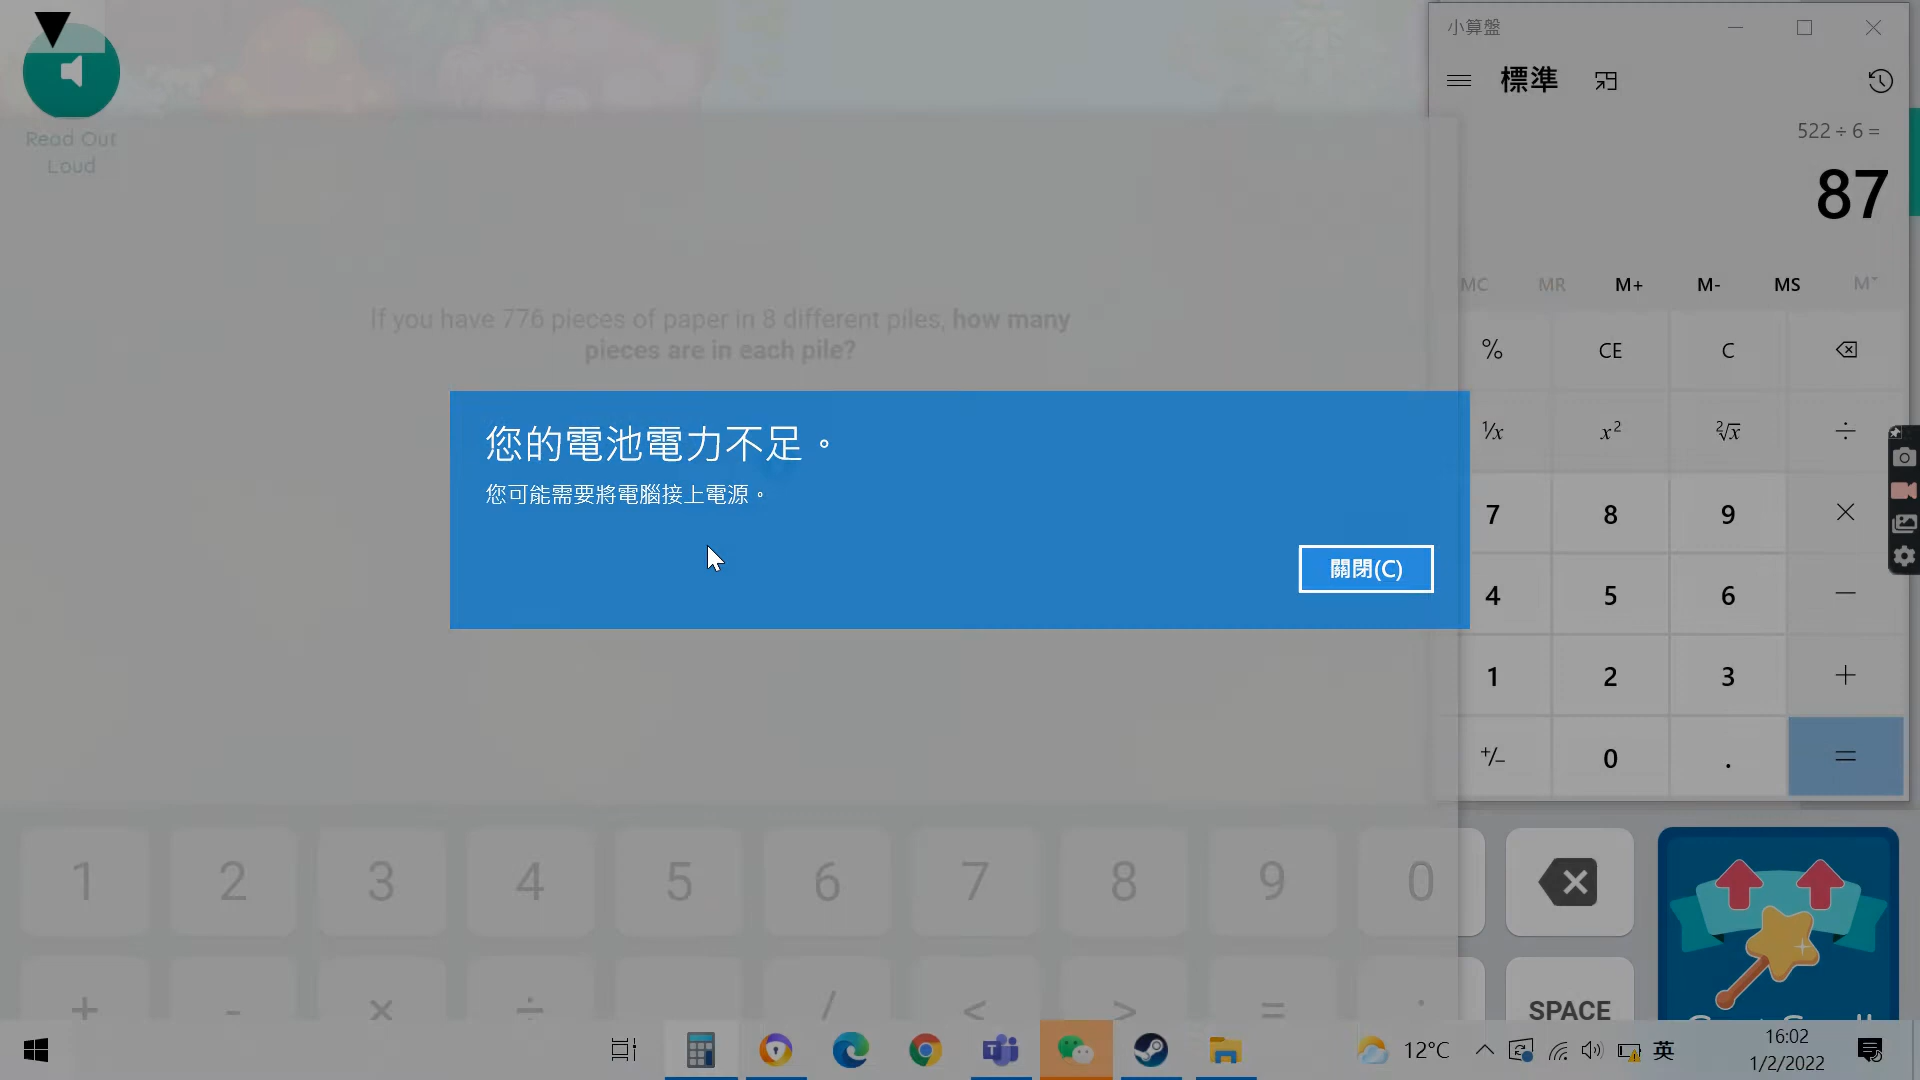 Read Out
Loud
小算盤
標準
522 ÷ 6 =
87
MC MR M+ M- MS M˅
If you have 776 pieces of paper in 8 different piles, how many
pieces are in each pile?
% CE C
您的電池電力不足。
您可能需要將電腦接上電源。
關閉(C)
¹/x x² ²√x ÷
7 8 9 ×
4 5 6 −
1 2 3 +
+/− 0 . =
1 2 3 4 5 6 7 8 9 0
+ - × ÷ / < > = .
SPACE
12°C
英
16:02
1/2/2022